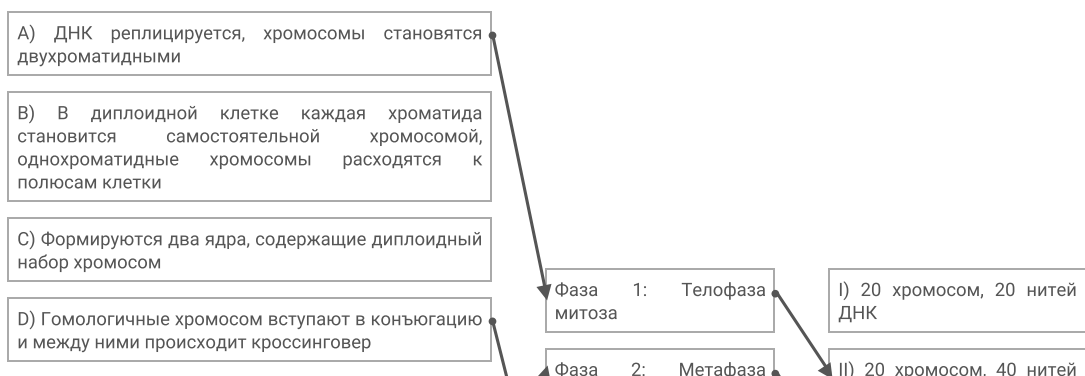 A) ДНК реплицируется, хромосомы становятся
двухроматидными
B) В диплоидной клетке каждая хроматида
становится самостоятельной хромосомой,
однохроматидные хромосомы расходятся к
полюсам клетки
C) Формируются два ядра, содержащие диплоидный
набор хромосом
D) Гомологичные хромосом вступают в конъюгацию
и между ними происходит кроссинговер
Фаза 1: Телофаза
митоза
Фаза 2: Метафаза
I) 20 хромосом, 20 нитей
ДНК
II) 20 хромосом, 40 нитей